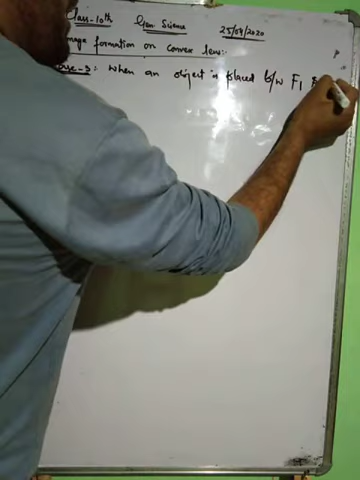 Class-10th Gen Science 25/07/2020
Image formation on convex lens:-
Case-3: When an object is placed b/w F1 &